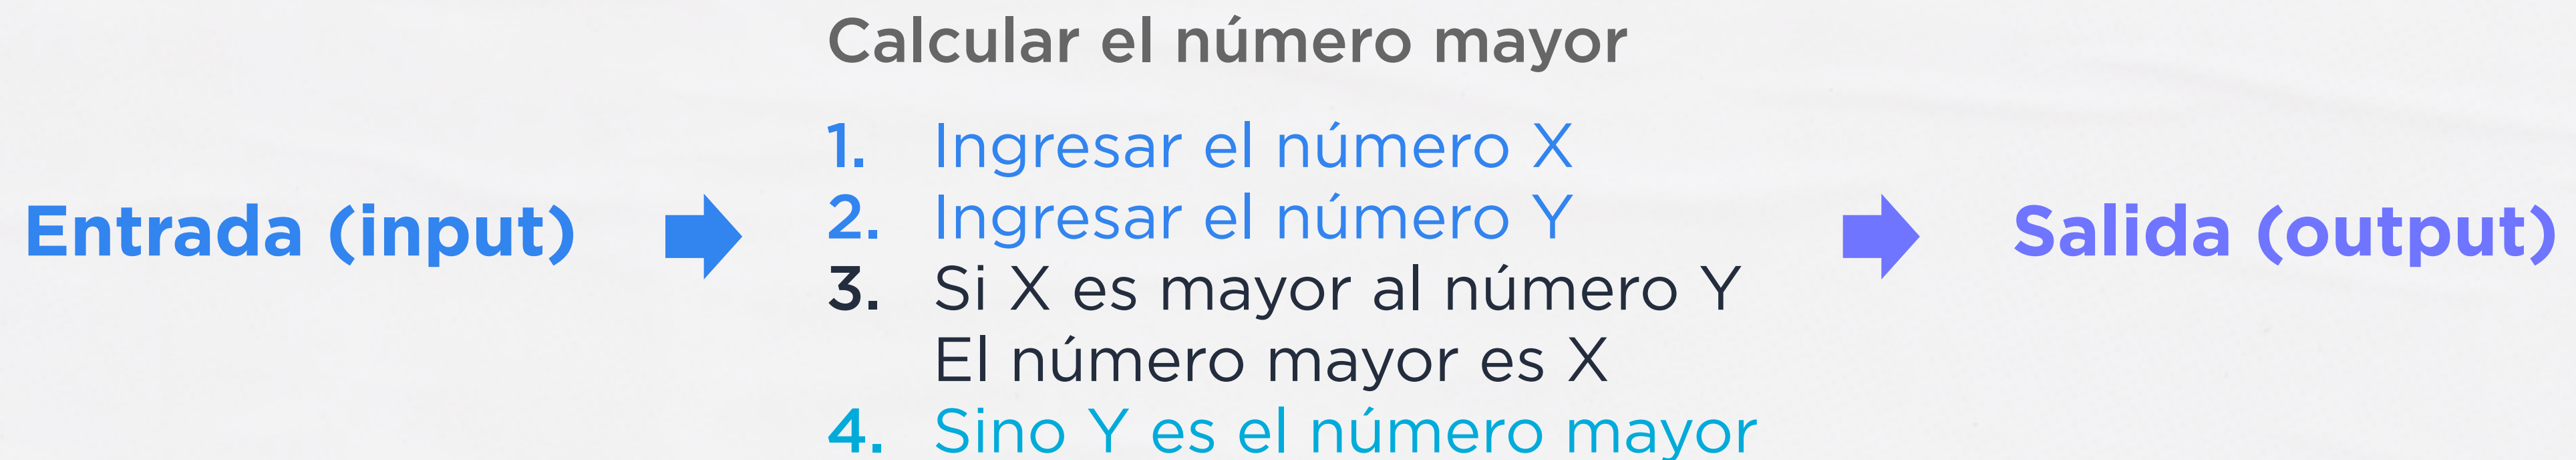 Calcular el número mayor
Entrada (input)
1. Ingresar el número X
2. Ingresar el número Y
3. Si X es mayor al número Y
El número mayor es X
4. Sino Y es el número mayor
Salida (output)